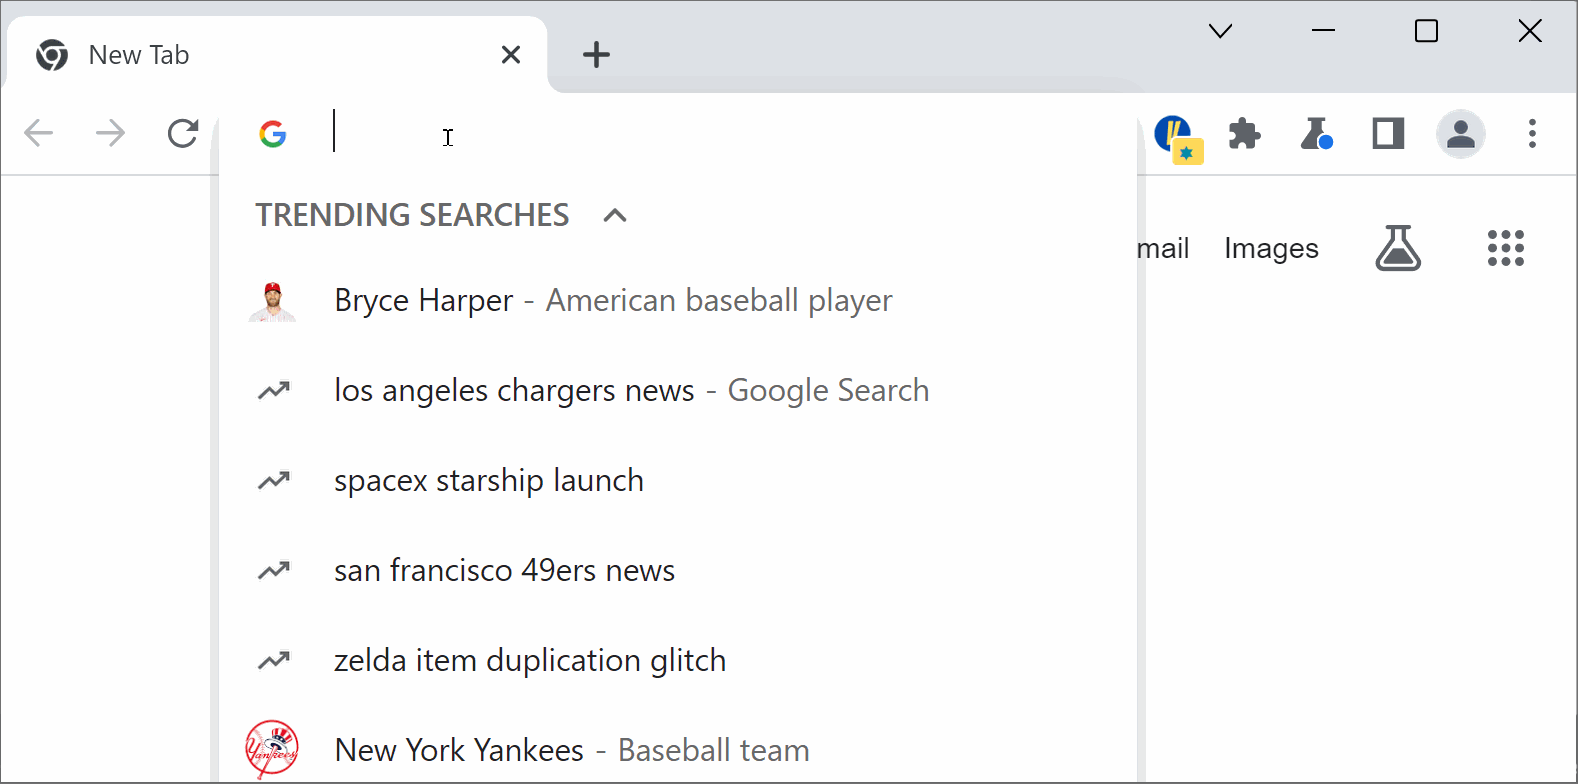 New Tab
TRENDING SEARCHES
mail Images
Bryce Harper - American baseball player
los angeles chargers news - Google Search
spacex starship launch
san francisco 49ers news
zelda item duplication glitch
New York Yankees - Baseball team